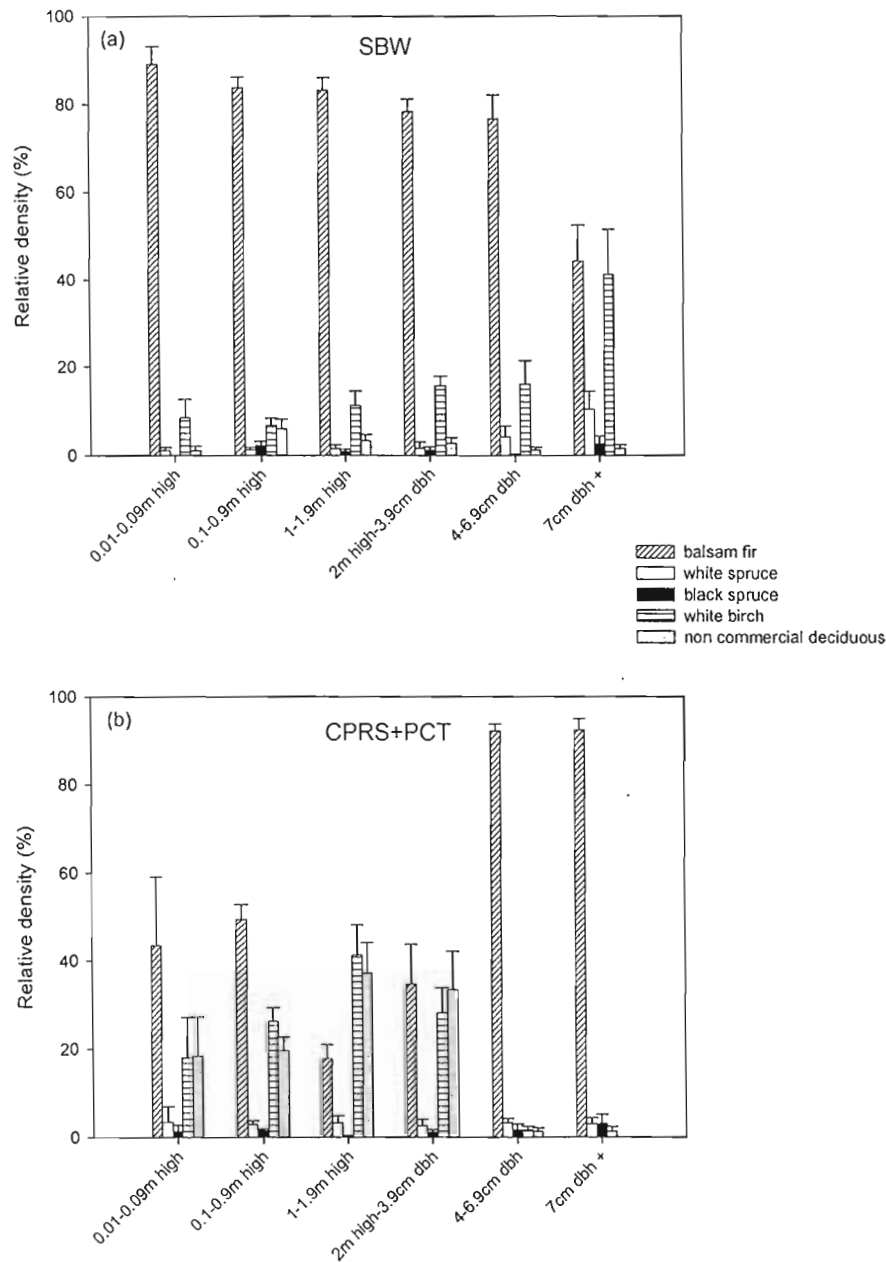 (a)
SBW
100
80
60
40
20
0
Relative density (%)
0.01-0.09m high
0.1-0.9m high
1-1.9m high
2m high-3.9cm dbh
4-6.9cm dbh
7cm dbh +
balsam fir
white spruce
black spruce
white birch
non commercial deciduous
(b)
CPRS+PCT
100
80
60
40
20
0
Relative density (%)
0.01-0.09m high
0.1-0.9m high
1-1.9m high
2m high-3.9cm dbh
4-6.9cm dbh
7cm dbh +